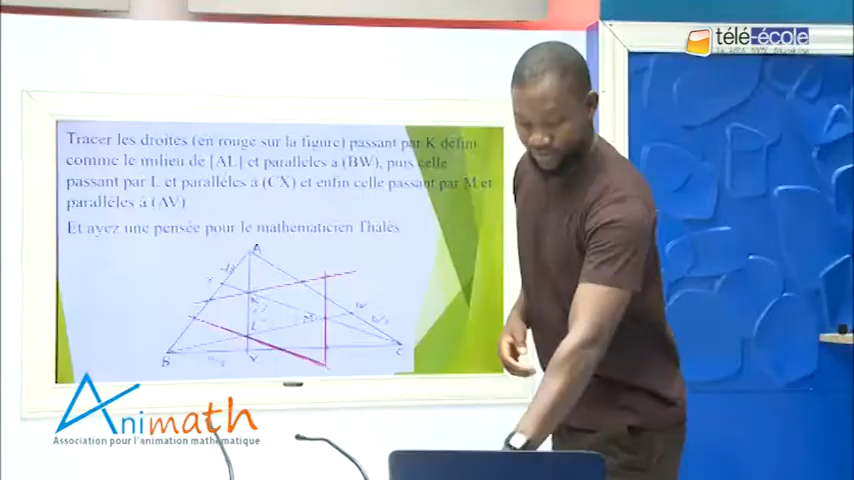 télé-école
Tracer les droites (en rouge sur la figure) passant par K défini
comme le milieu de [AL] et parallèles à (BW), puis celle
passant par L et parallèles à (CX) et enfin celle passant par M et
parallèles à (AV)
Et ayez une pensée pour le mathématicien Thalès
A
K
W
M
L
B
V
C
AnimATh
Association pour l'animation mathématique